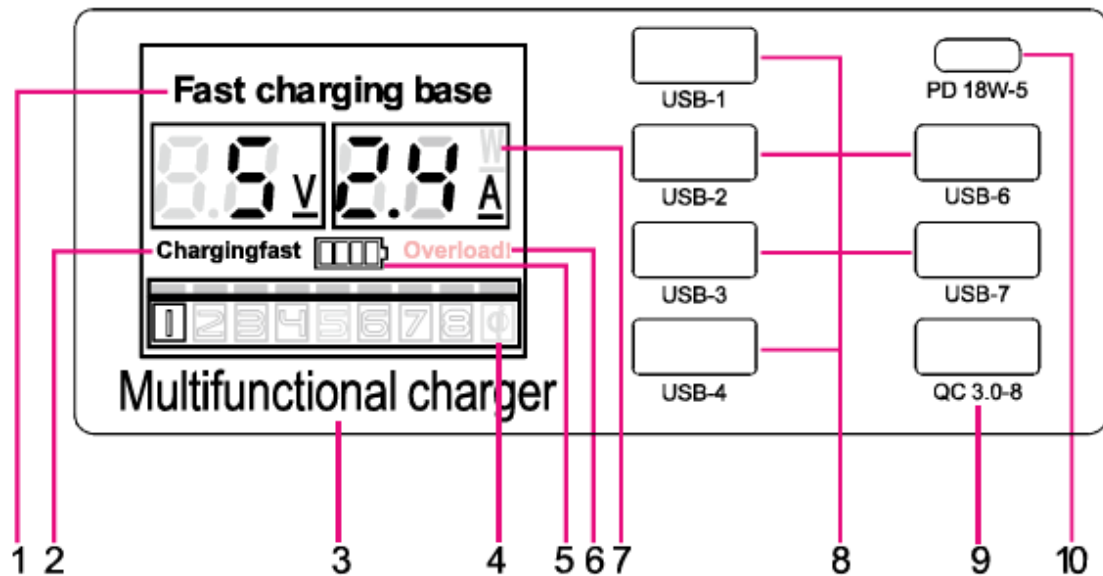 Fast charging base
5 V 2.4 W A
Chargingfast Overload!
1 2 3 4 5 6 7 8 φ
Multifunctional charger
USB-1
PD 18W-5
USB-2
USB-6
USB-3
USB-7
USB-4
QC 3.0-8
1 2 3 4 5 6 7 8 9 10